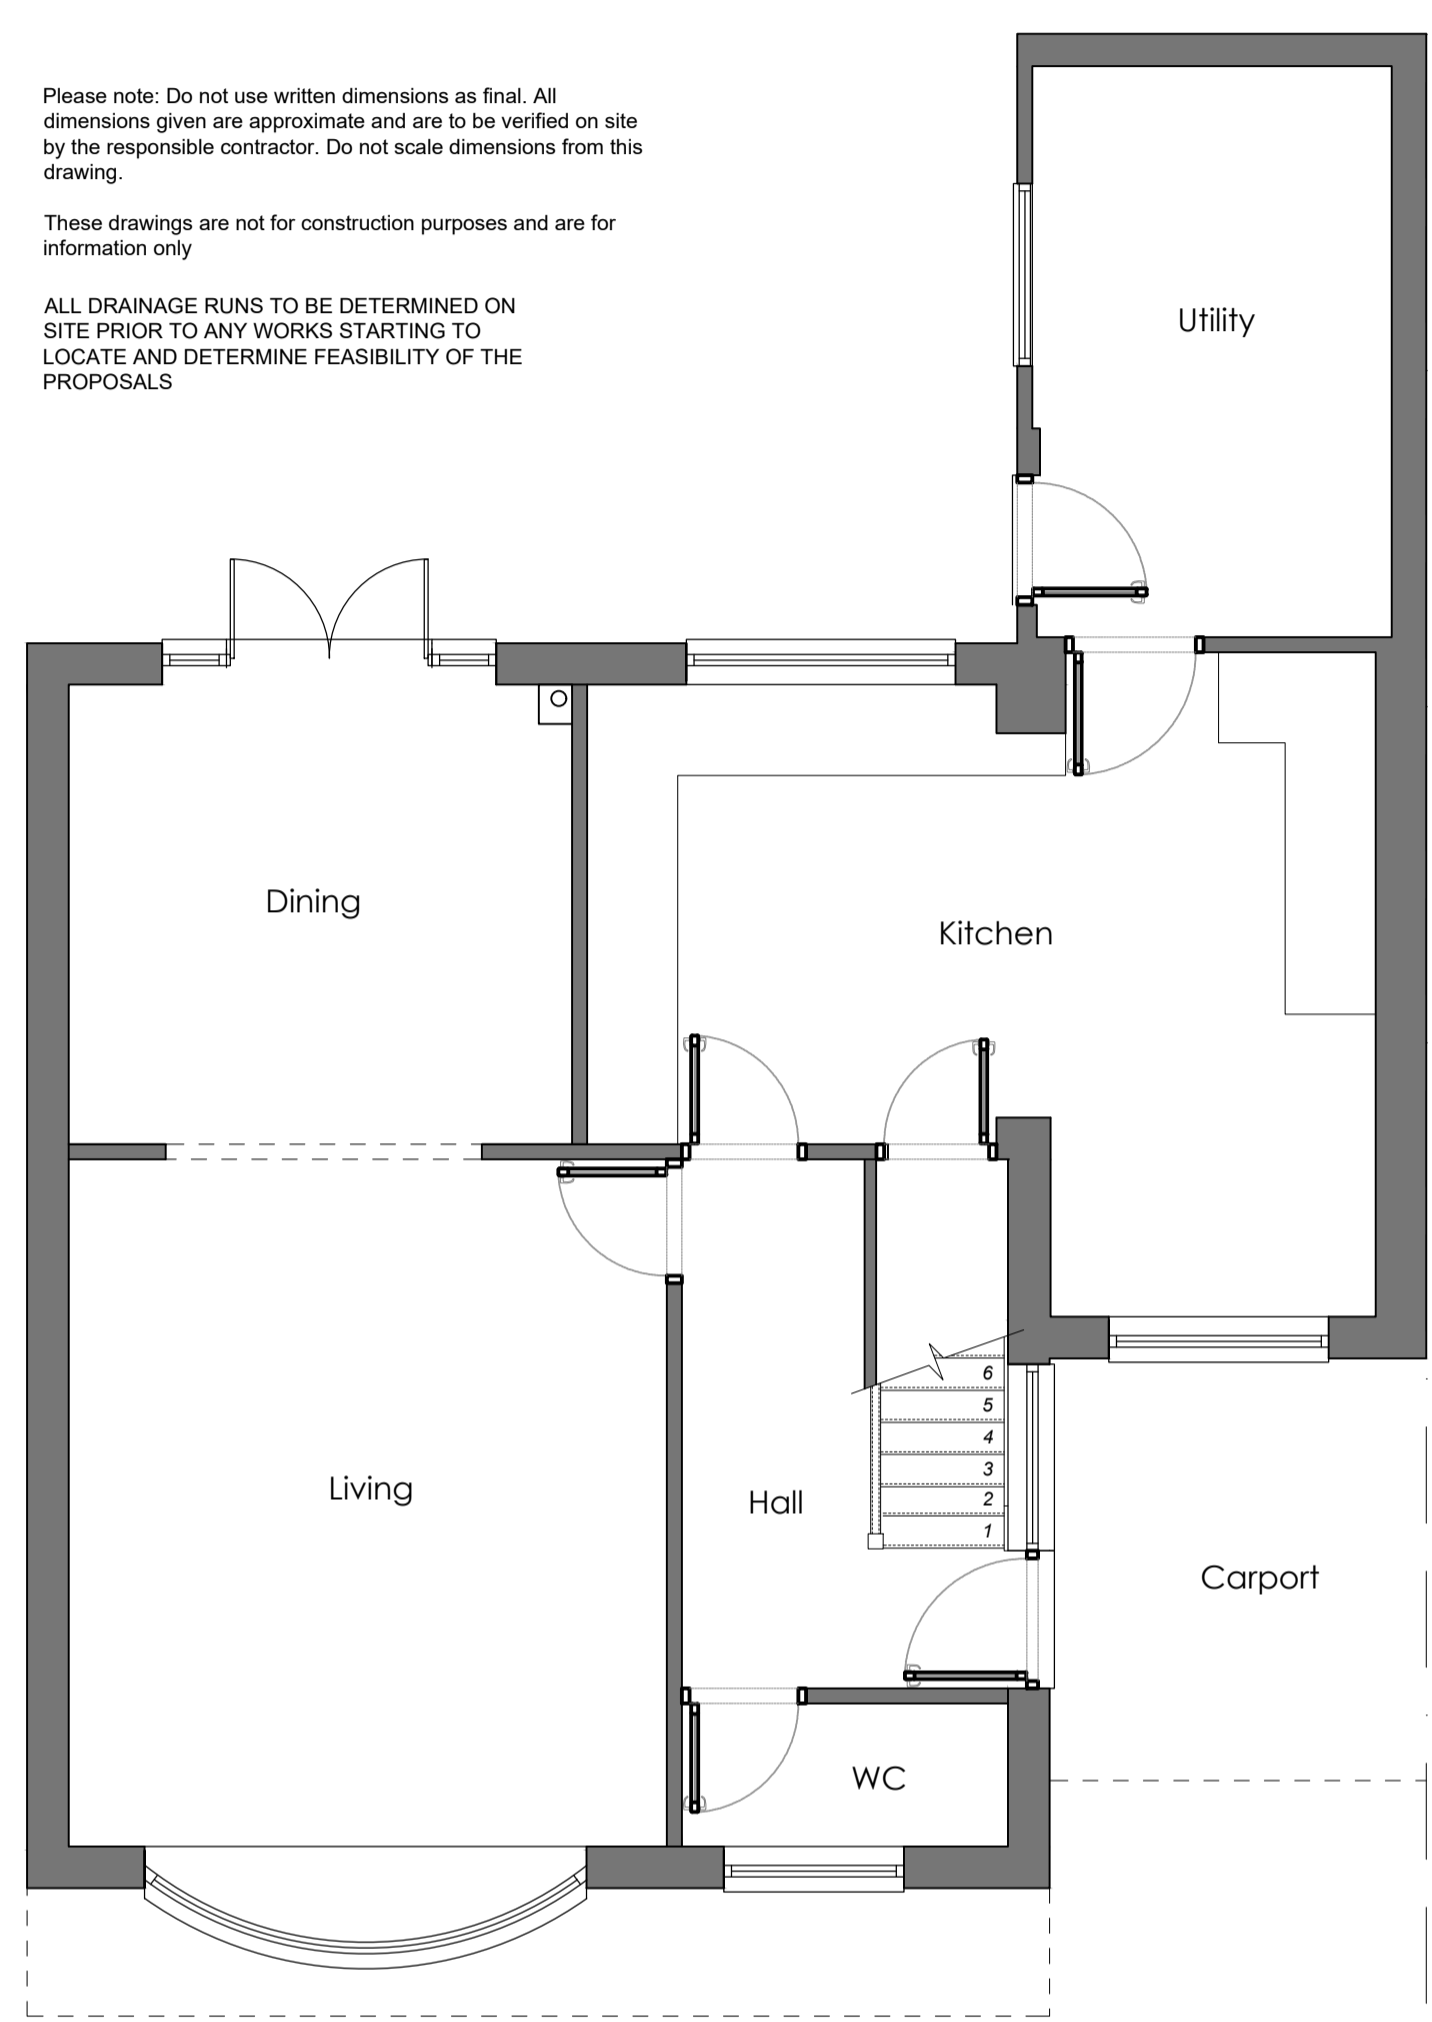 Please note: Do not use written dimensions as final. All
dimensions given are approximate and are to be verified on site
by the responsible contractor. Do not scale dimensions from this
drawing.
These drawings are not for construction purposes and are for
information only
ALL DRAINAGE RUNS TO BE DETERMINED ON
SITE PRIOR TO ANY WORKS STARTING TO
LOCATE AND DETERMINE FEASIBILITY OF THE
PROPOSALS
Utility
Dining
Kitchen
6
5
4
3
2
1
Living
Hall
Carport
WC